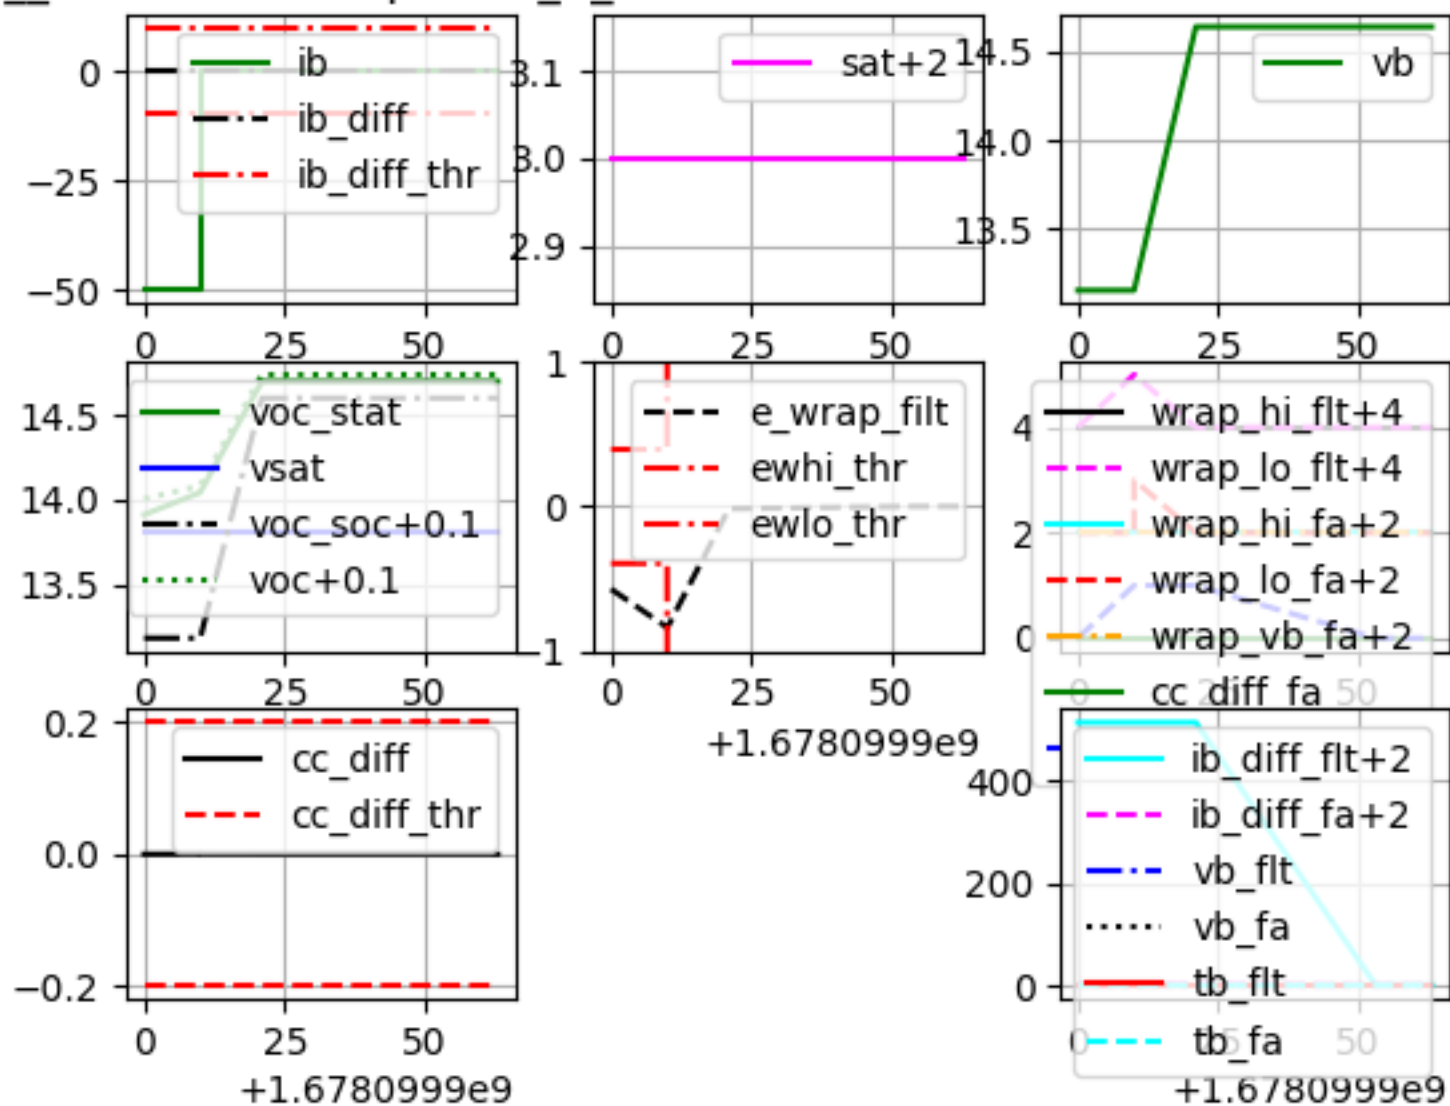 0
−25
−50
ib
ib_diff
ib_diff_thr
0 25 50
3.1
3.0
2.9
sat+2
0 25 50
14.5
14.0
13.5
vb
0 25 50
14.5
14.0
13.5
voc_stat
vsat
voc_soc+0.1
voc+0.1
0 25 50
1
0
−1
e_wrap_filt
ewhi_thr
ewlo_thr
0 25 50
+1.6780999e9
4
2
0
wrap_hi_flt+4
wrap_lo_flt+4
wrap_hi_fa+2
wrap_lo_fa+2
wrap_vb_fa+2
cc_diff_fa
0 25 50
0.2
0.0
−0.2
cc_diff
cc_diff_thr
0 25 50
+1.6780999e9
400
200
0
ib_diff_flt+2
ib_diff_fa+2
vb_flt
vb_fa
tb_flt
tb_fa
0 25 50
+1.6780999e9